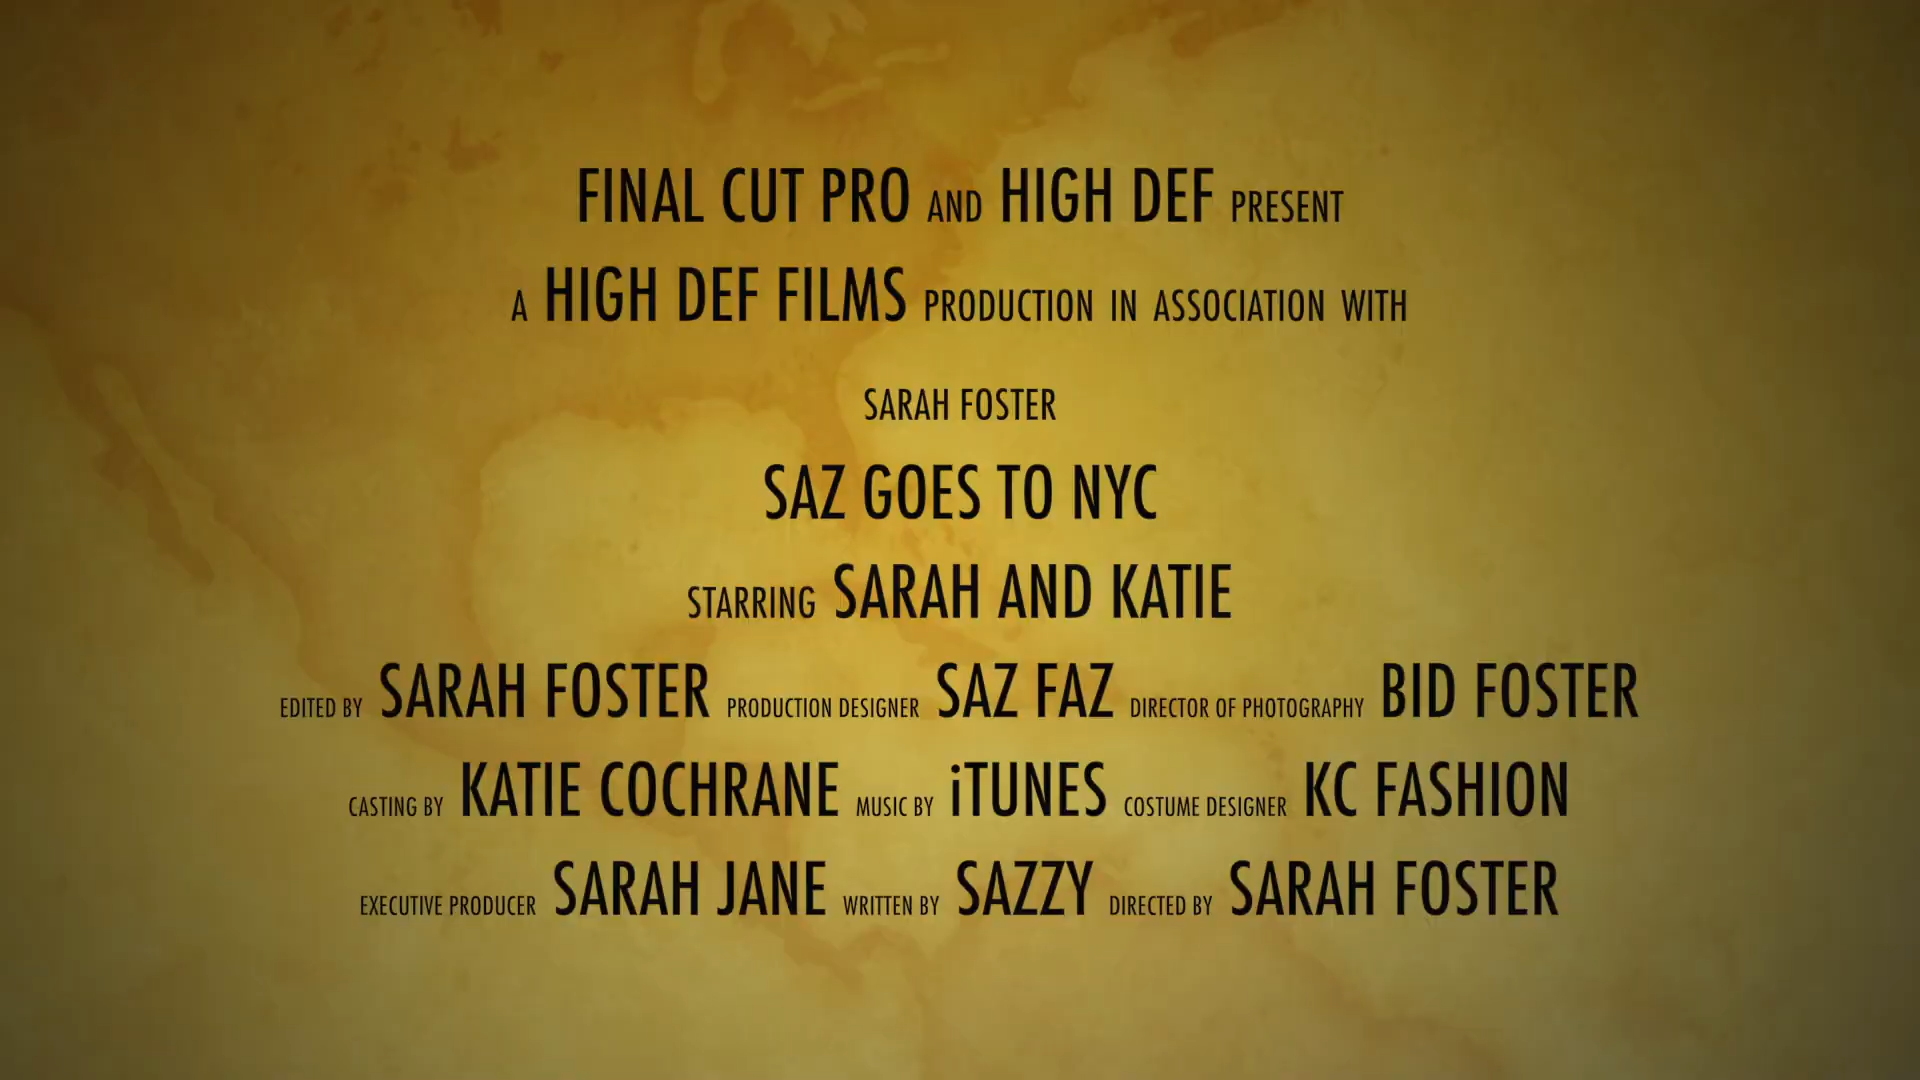 FINAL CUT PRO AND HIGH DEF PRESENT
A HIGH DEF FILMS PRODUCTION IN ASSOCIATION WITH
SARAH FOSTER
SAZ GOES TO NYC
STARRING SARAH AND KATIE
EDITED BY SARAH FOSTER PRODUCTION DESIGNER SAZ FAZ DIRECTOR OF PHOTOGRAPHY BID FOSTER
CASTING BY KATIE COCHRANE MUSIC BY iTUNES COSTUME DESIGNER KC FASHION
EXECUTIVE PRODUCER SARAH JANE WRITTEN BY SAZZY DIRECTED BY SARAH FOSTER